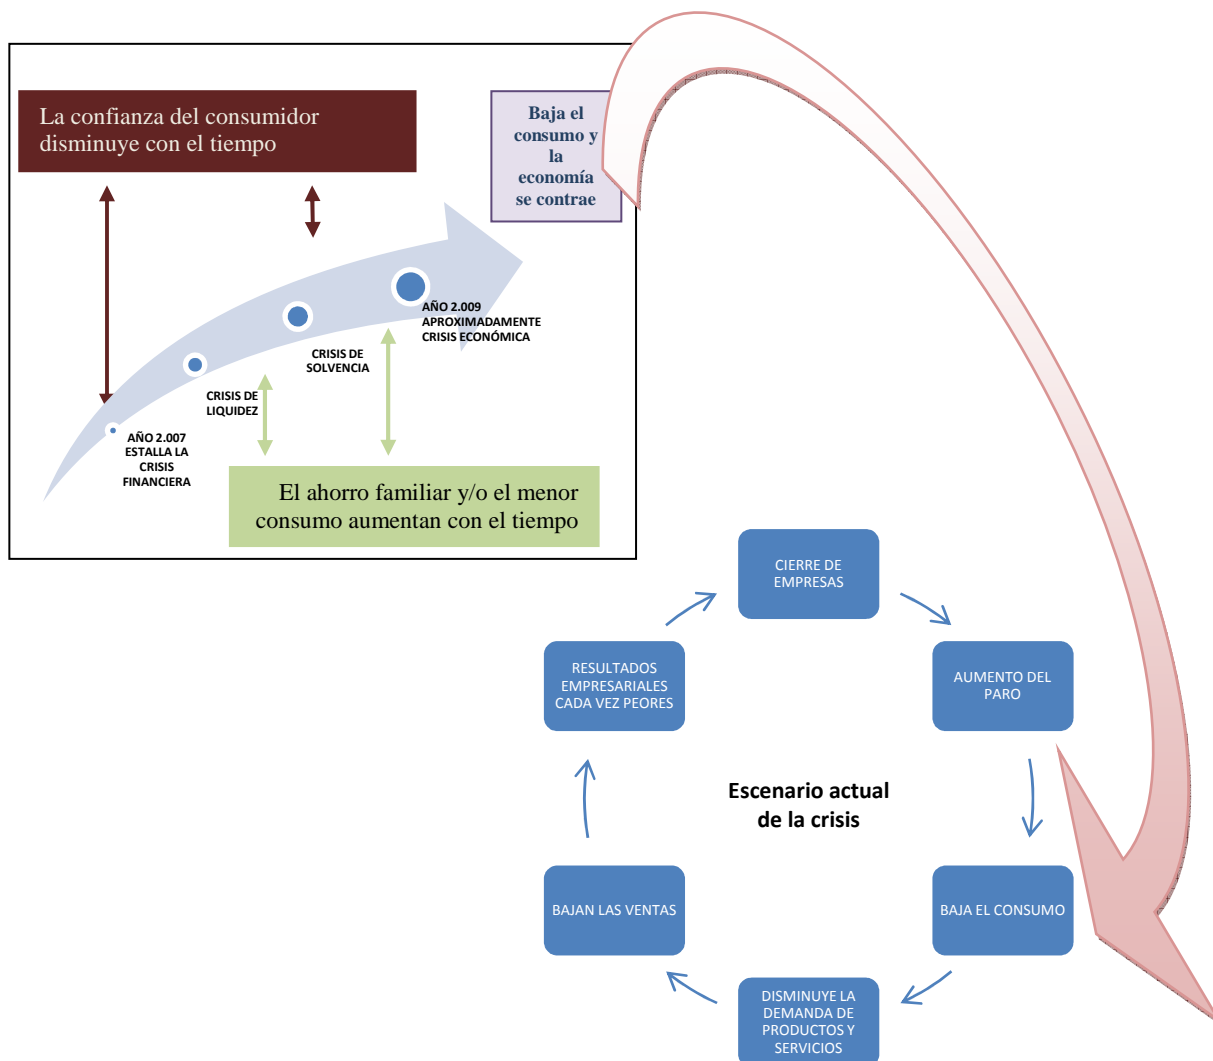 La confianza del consumidor
disminuye con el tiempo
Baja el
consumo y
la
economía
se contrae
AÑO 2.009
APROXIMADAMENTE
CRISIS ECONÓMICA
CRISIS DE
SOLVENCIA
CRISIS DE
LIQUIDEZ
AÑO 2.007
ESTALLA LA
CRISIS
FINANCIERA
El ahorro familiar y/o el menor
consumo aumentan con el tiempo
CIERRE DE
EMPRESAS
RESULTADOS
EMPRESARIALES
CADA VEZ PEORES
AUMENTO DEL
PARO
Escenario actual
de la crisis
BAJAN LAS VENTAS
BAJA EL CONSUMO
DISMINUYE LA
DEMANDA DE
PRODUCTOS Y
SERVICIOS